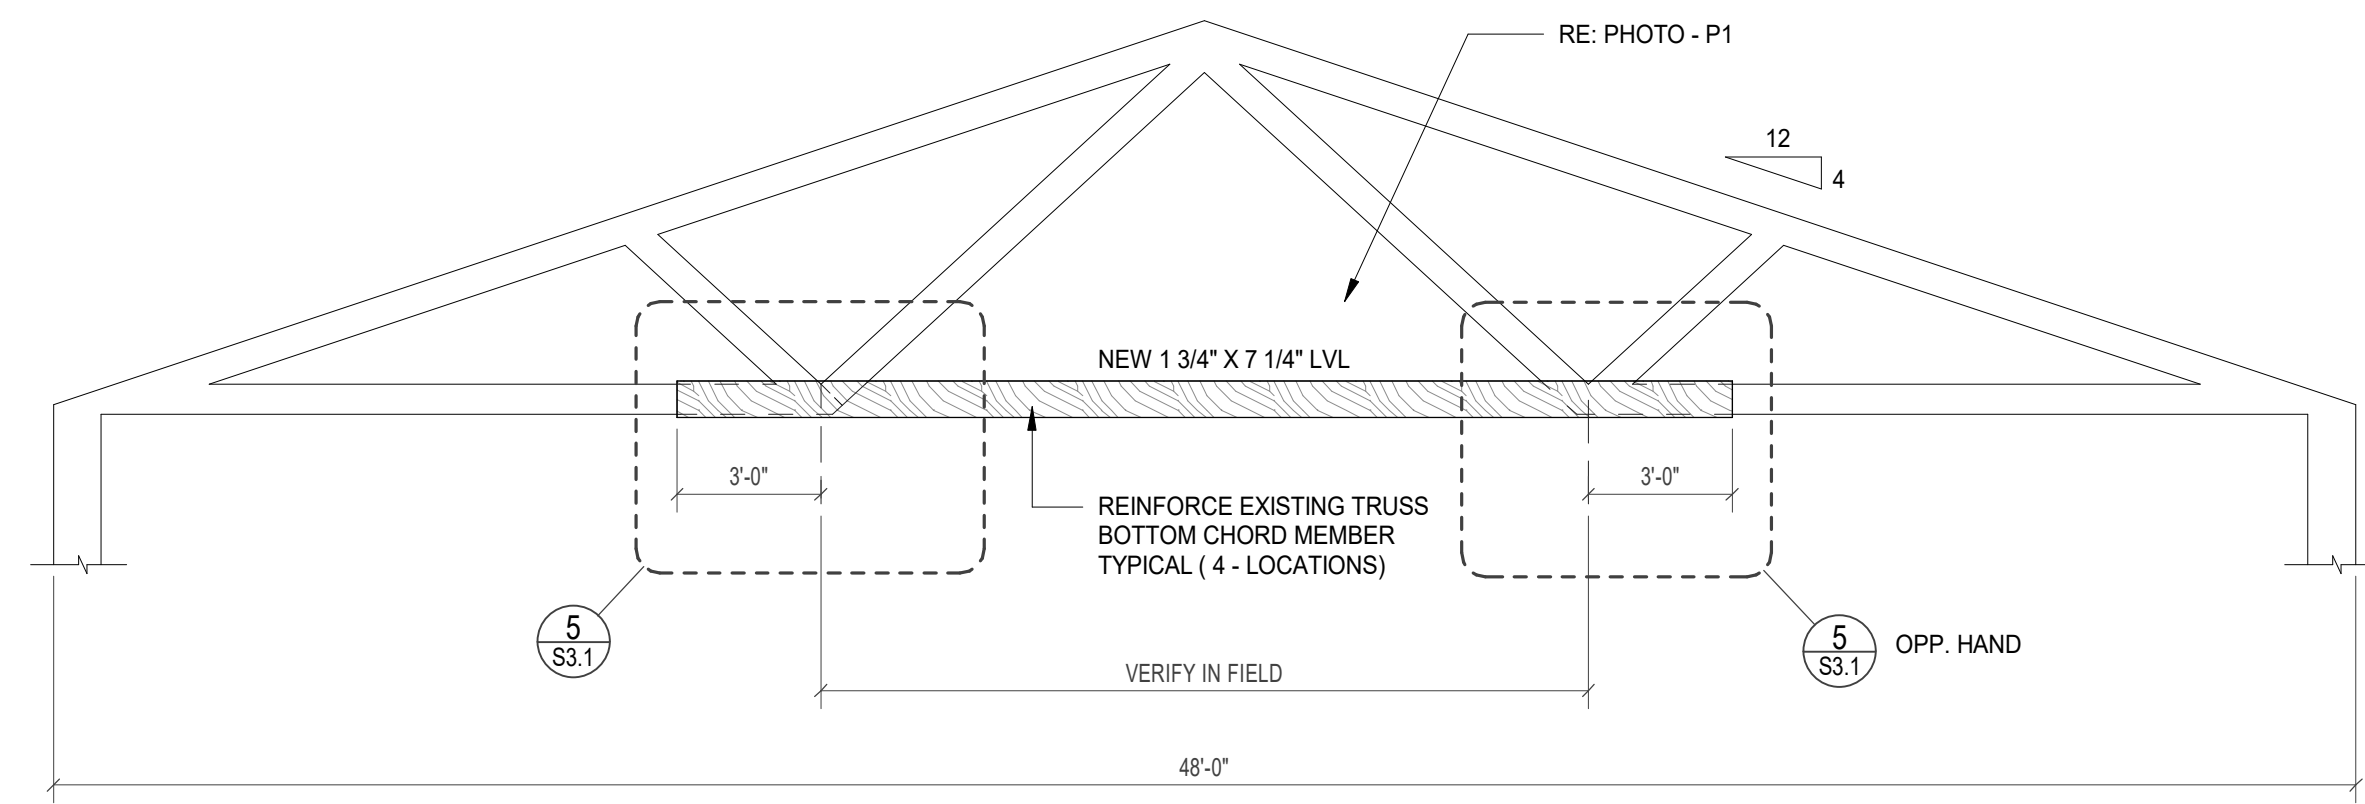 RE: PHOTO - P1
12
4
NEW 1 3/4" X 7 1/4" LVL
3'-0"
3'-0"
REINFORCE EXISTING TRUSS
BOTTOM CHORD MEMBER
TYPICAL ( 4 - LOCATIONS)
5
S3.1
5
S3.1
OPP. HAND
VERIFY IN FIELD
48'-0"